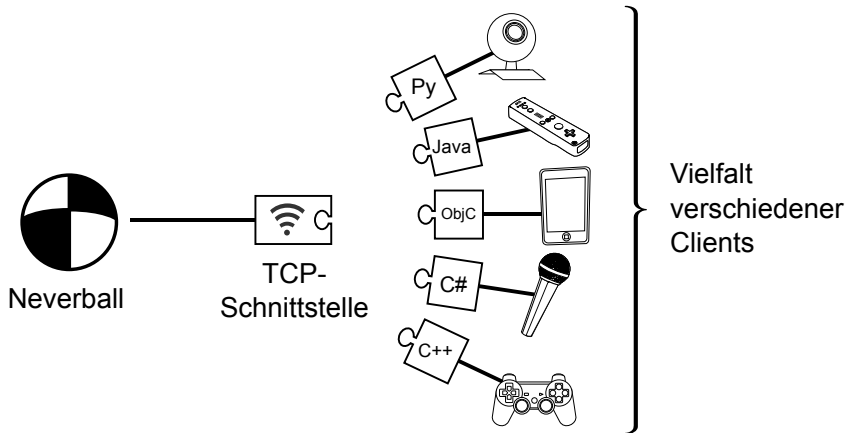 Py
Java
ObjC
C#
C++
Neverball
TCP-
Schnittstelle
Vielfalt
verschiedener
Clients